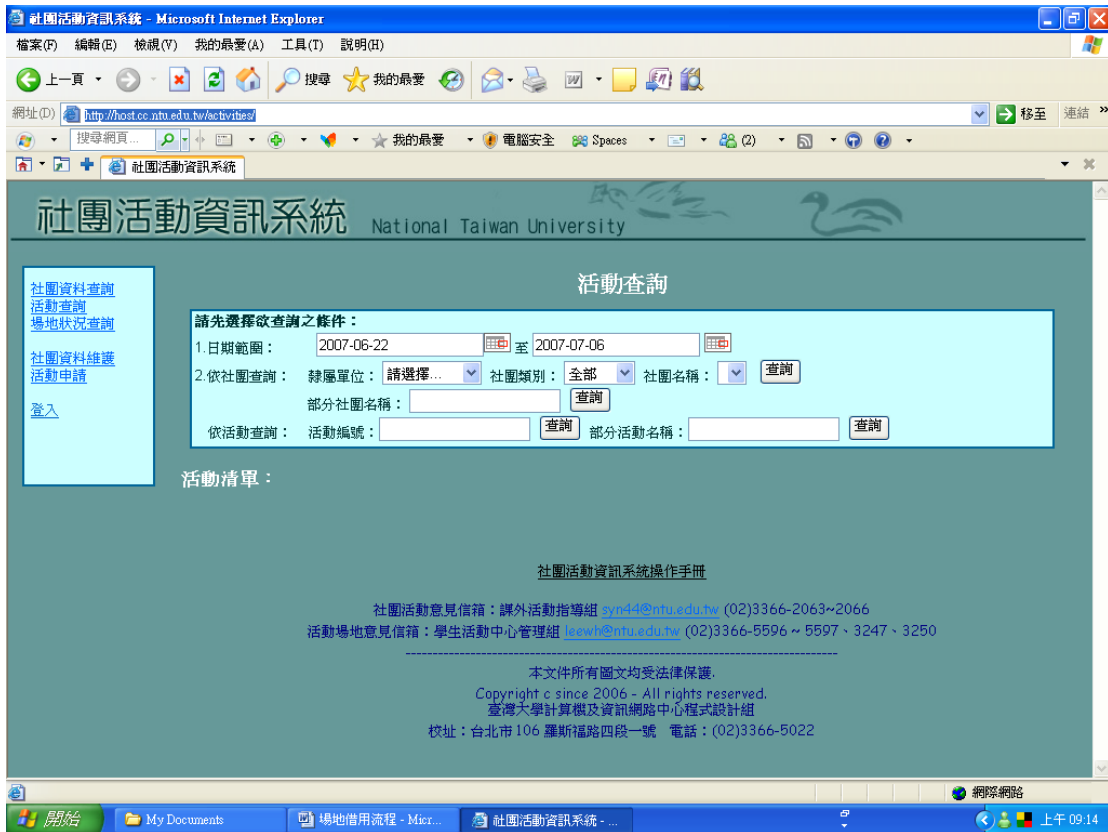 社團活動資訊系統 - Microsoft Internet Explorer
檔案(F) 編輯(E) 檢視(V) 我的最愛(A) 工具(T) 說明(H)
上一頁 搜尋 我的最愛
網址(D) http://host.cc.ntu.edu.tw/activities/ 移至 連結 »
搜尋網頁... 我的最愛 電腦安全 Spaces (2)
社團活動資訊系統
社團活動資訊系統 National Taiwan University
社團資料查詢
活動查詢
場地狀況查詢
社團資料維護
活動申請
登入
活動查詢
請先選擇欲查詢之條件：
1.日期範圍： 2007-06-22 至 2007-07-06
2.依社團查詢： 隸屬單位： 請選擇... 社團類別： 全部 社團名稱： 查詢
部分社團名稱： 查詢
依活動查詢： 活動編號： 查詢 部分活動名稱： 查詢
活動清單：
社團活動資訊系統操作手冊
社團活動意見信箱：課外活動指導組 syn44@ntu.edu.tw (02)3366-2063~2066
活動場地意見信箱：學生活動中心管理組 leewh@ntu.edu.tw (02)3366-5596 ~ 5597、3247、3250
本文件所有圖文均受法律保護.
Copyright c since 2006 - All rights reserved.
臺灣大學計算機及資訊網路中心程式設計組
校址：台北市 106 羅斯福路四段一號 電話：(02)3366-5022
網際網路
開始 My Documents 場地借用流程 - Micr... 社團活動資訊系統 - ... 上午 09:14